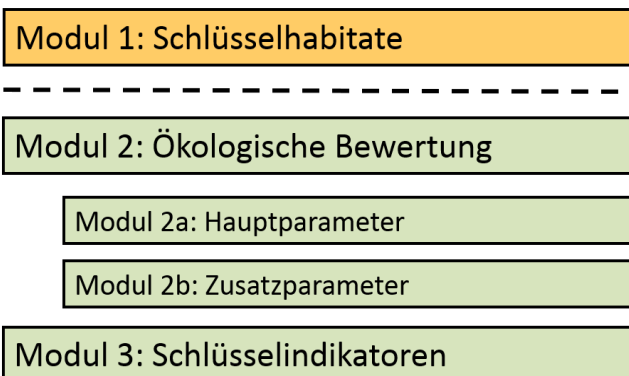 Modul 1: Schlüsselhabitate
Modul 2: Ökologische Bewertung
Modul 2a: Hauptparameter
Modul 2b: Zusatzparameter
Modul 3: Schlüsselindikatoren